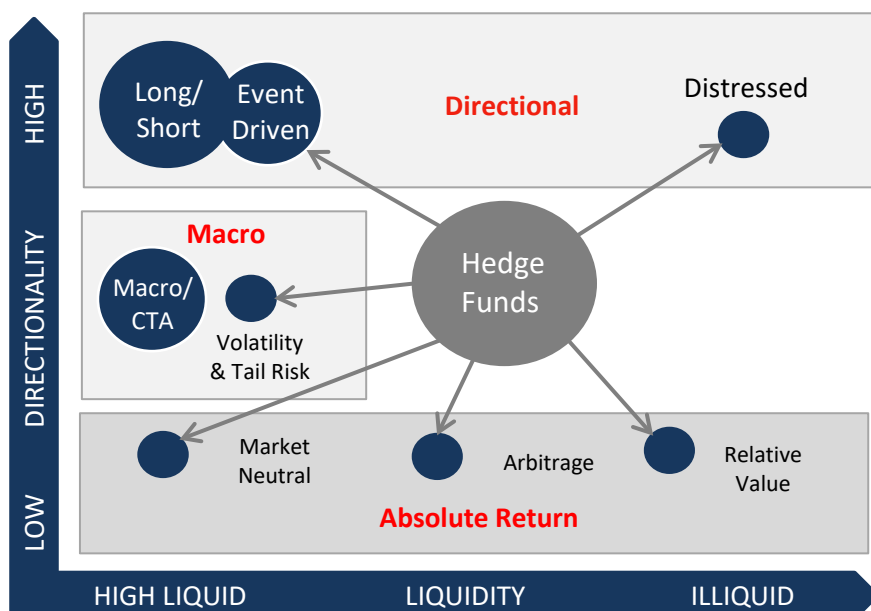 HIGH
DIRECTIONALITY
LOW
Long/
Short
Event
Driven
Directional
Distressed
Macro
Macro/
CTA
Volatility
& Tail Risk
Hedge
Funds
Market
Neutral
Arbitrage
Relative
Value
Absolute Return
HIGH LIQUID
LIQUIDITY
ILLIQUID